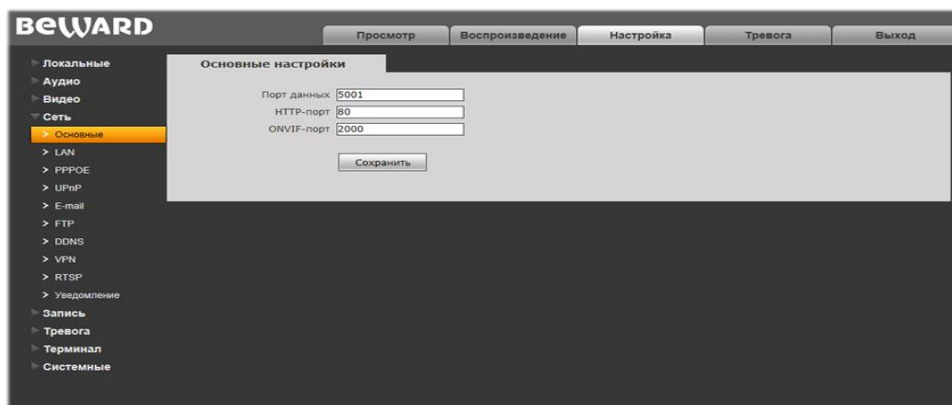 BEWARD
Просмотр
Воспроизведение
Настройка
Тревога
Выход
Локальные
Аудио
Видео
Сеть
> Основные
> LAN
> PPPOE
> UPnP
> E-mail
> FTP
> DDNS
> VPN
> RTSP
> Уведомление
Запись
Тревога
Терминал
Системные
Основные настройки
Порт данных 5001
HTTP-порт 80
ONVIF-порт 2000
Сохранить